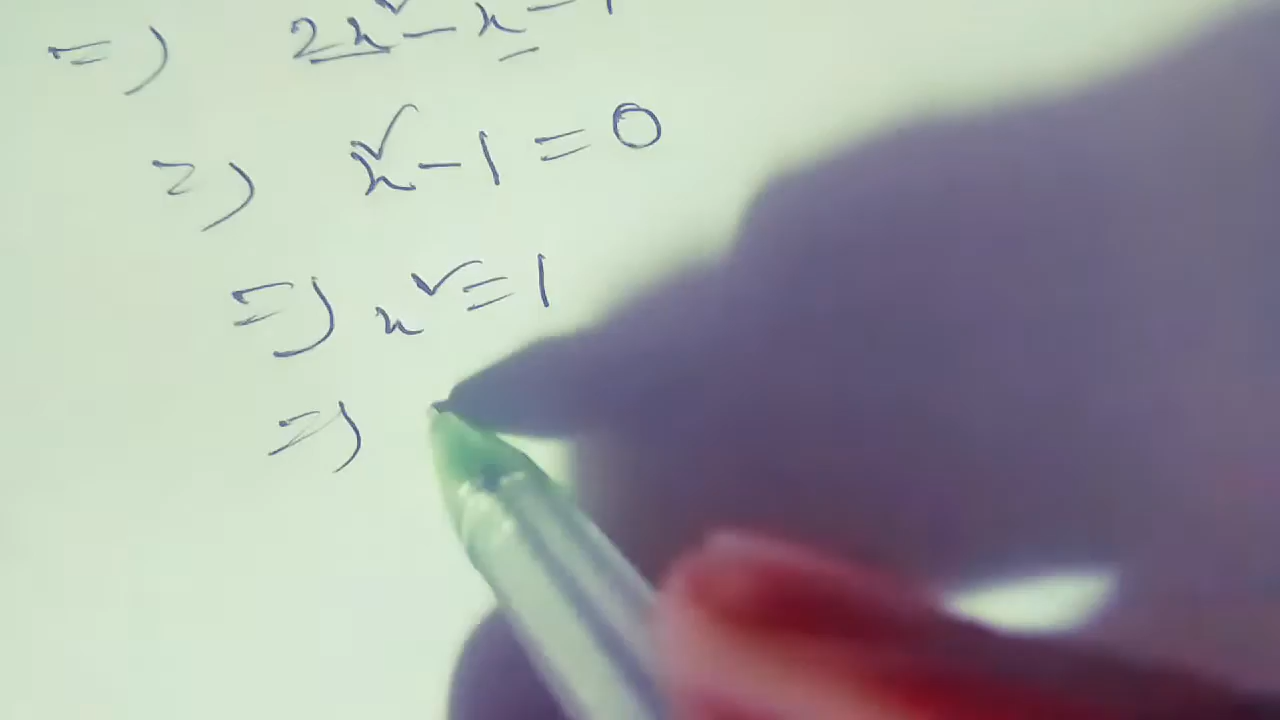 =) 2x² - x - 1
=) x² - 1 = 0
=) x² = 1
=)